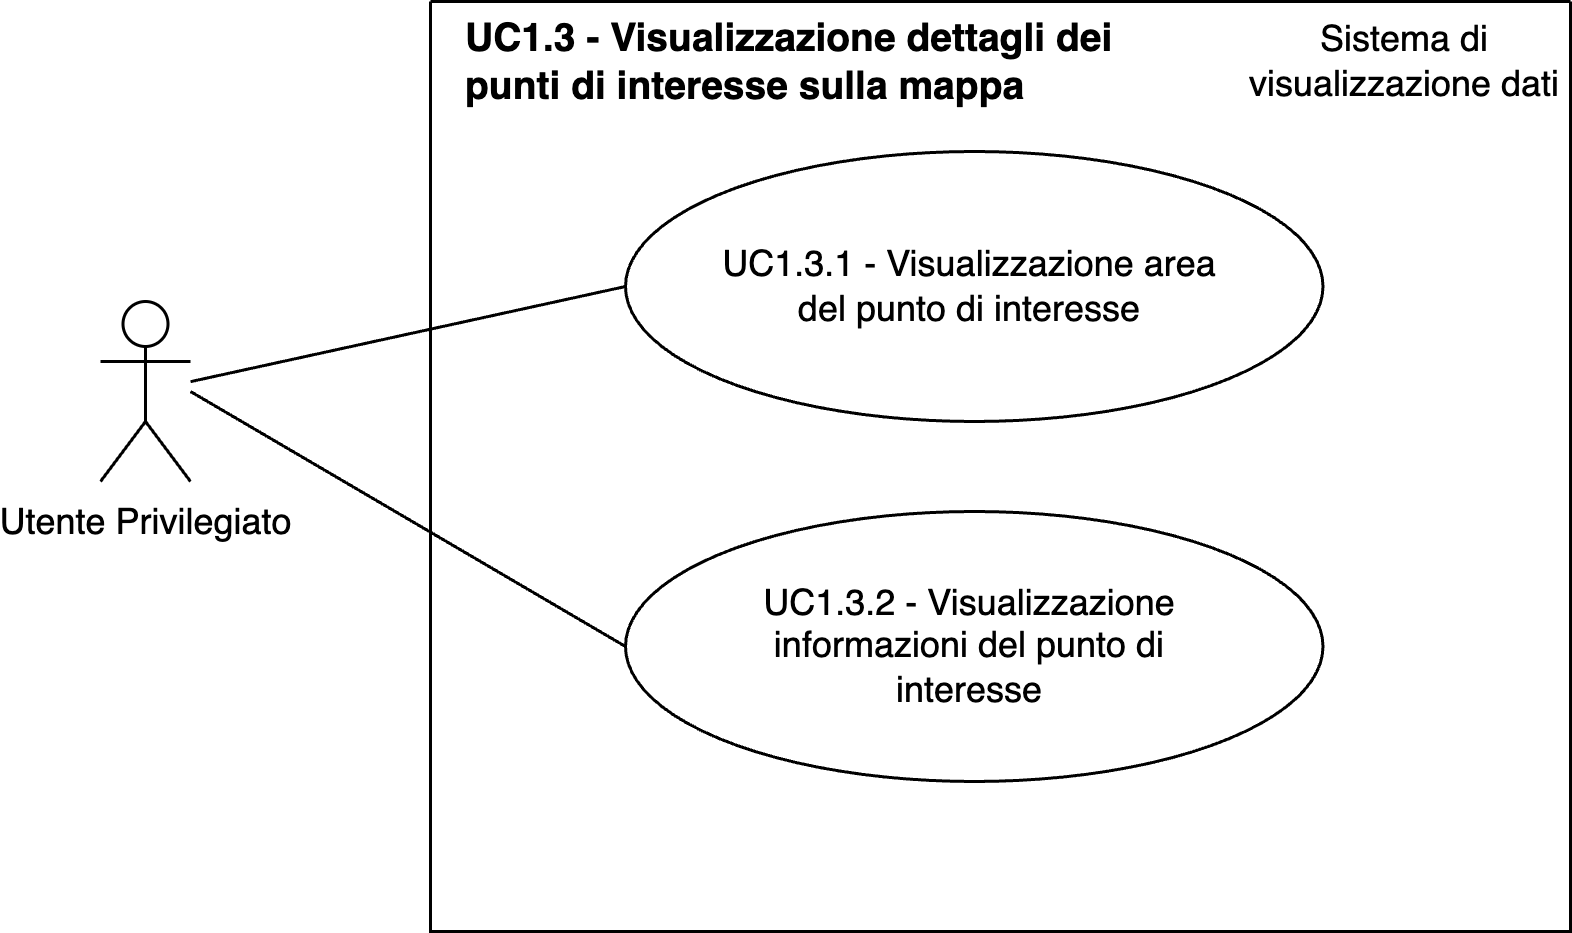 UC1.3 - Visualizzazione dettagli dei
punti di interesse sulla mappa
Sistema di
visualizzazione dati
UC1.3.1 - Visualizzazione area
del punto di interesse
Utente Privilegiato
UC1.3.2 - Visualizzazione
informazioni del punto di
interesse